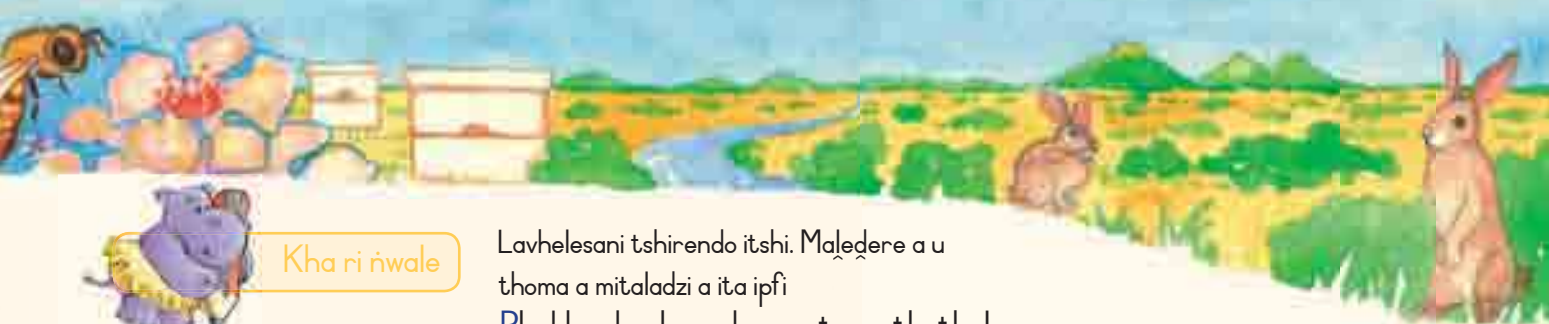 Kha ri ṅwale
Lavhelesani tshirendo itshi. Maḽeḓere a u
thoma a mitaladzi a ita ipfi